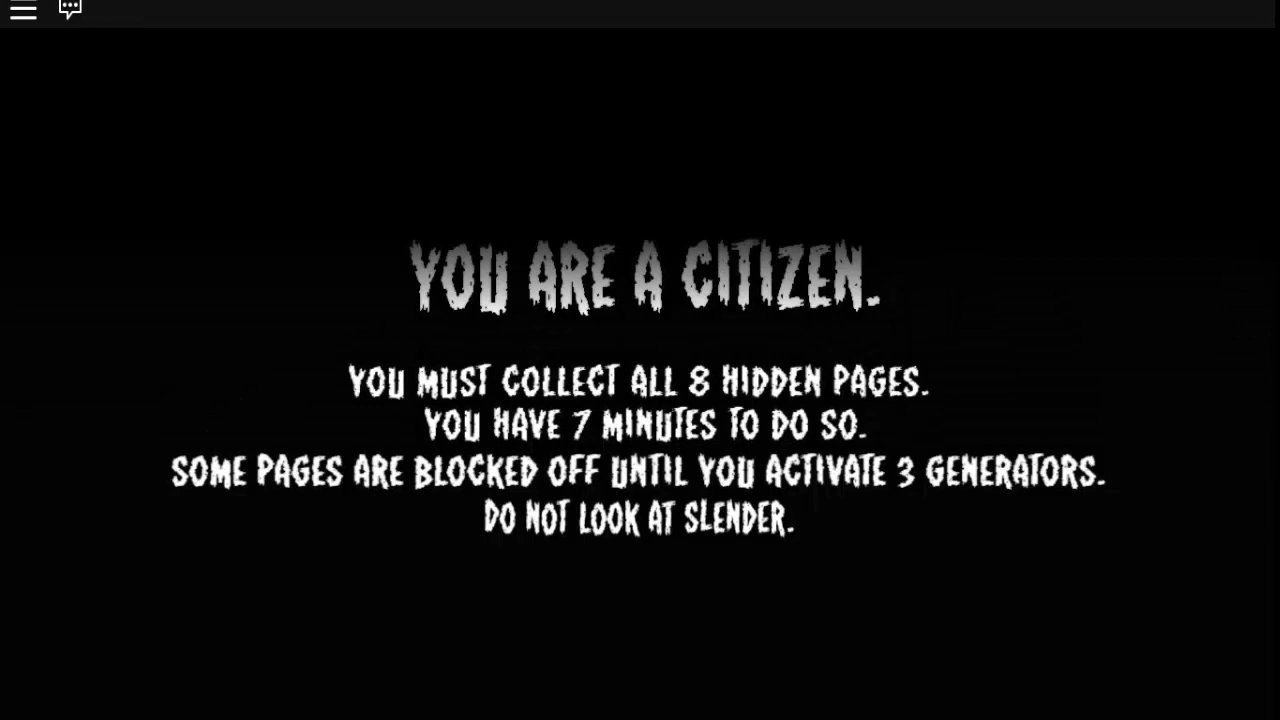 YOU ARE A CITIZEN.
YOU MUST COLLECT ALL 8 HIDDEN PAGES.
YOU HAVE 7 MINUTES TO DO SO.
SOME PAGES ARE BLOCKED OFF UNTIL YOU ACTIVATE 3 GENERATORS.
DO NOT LOOK AT SLENDER.